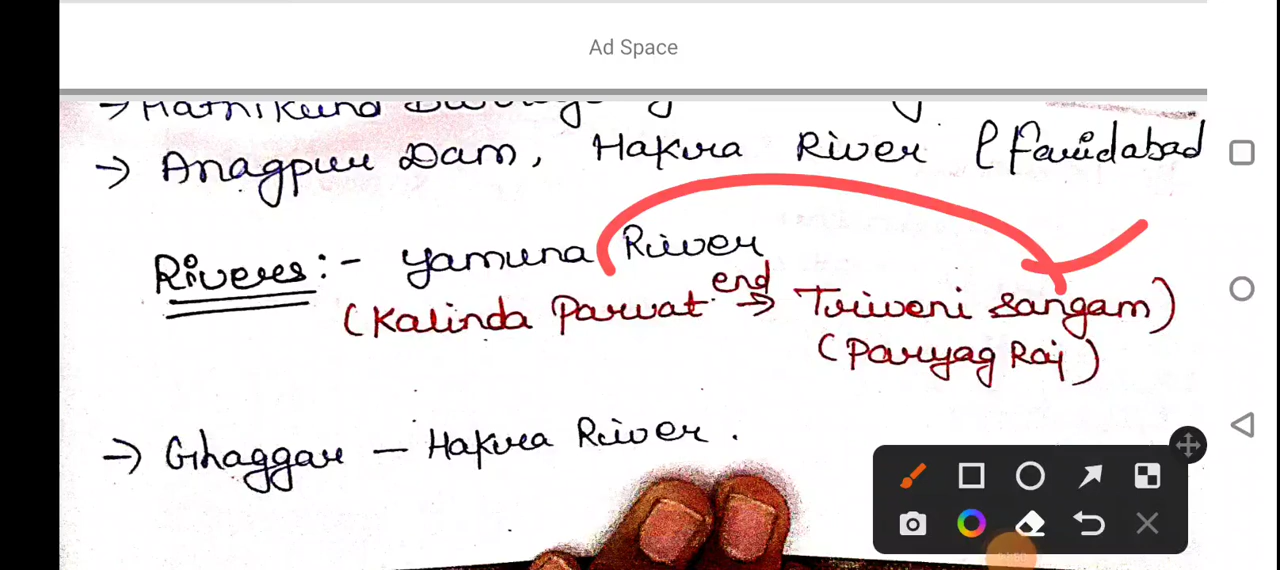 Ad Space
→ Hathikund
→ Anagpur Dam, Hakra River (Faridabad
Rivers :- Yamuna River
(Kalinda Parvat end → Triveni Sangam)
(Paryag Raj)
→ Ghaggar — Hakra River.